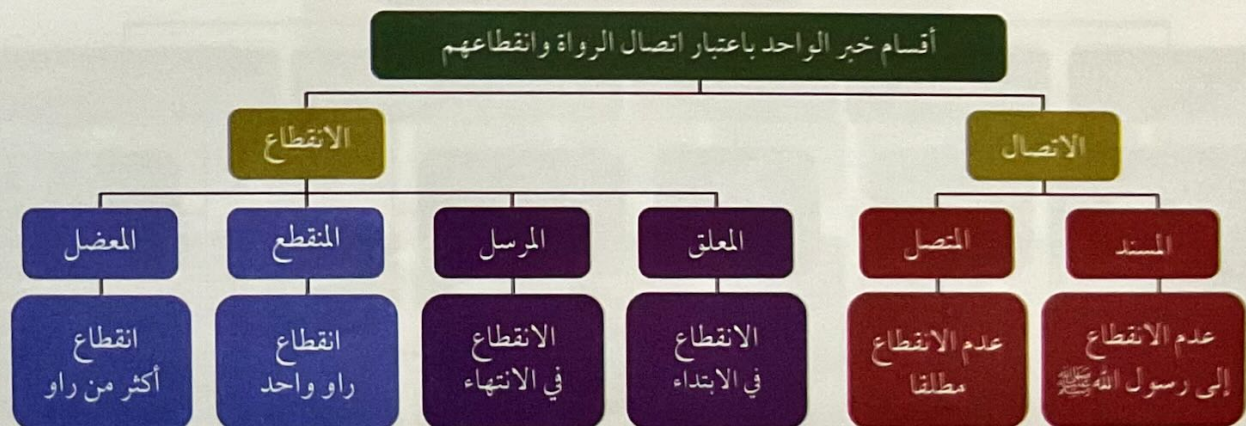 أقسام خبر الواحد باعتبار اتصال الرواة وانقطاعهم
الاتصال
الانقطاع
المسند
المتصل
المعلق
المرسل
المنقطع
المعضل
عدم الانقطاع
إلى رسول الله ﷺ
عدم الانقطاع
مطلقا
الانقطاع
في الابتداء
الانقطاع
في الانتهاء
انقطاع
راو واحد
انقطاع
أكثر من راو